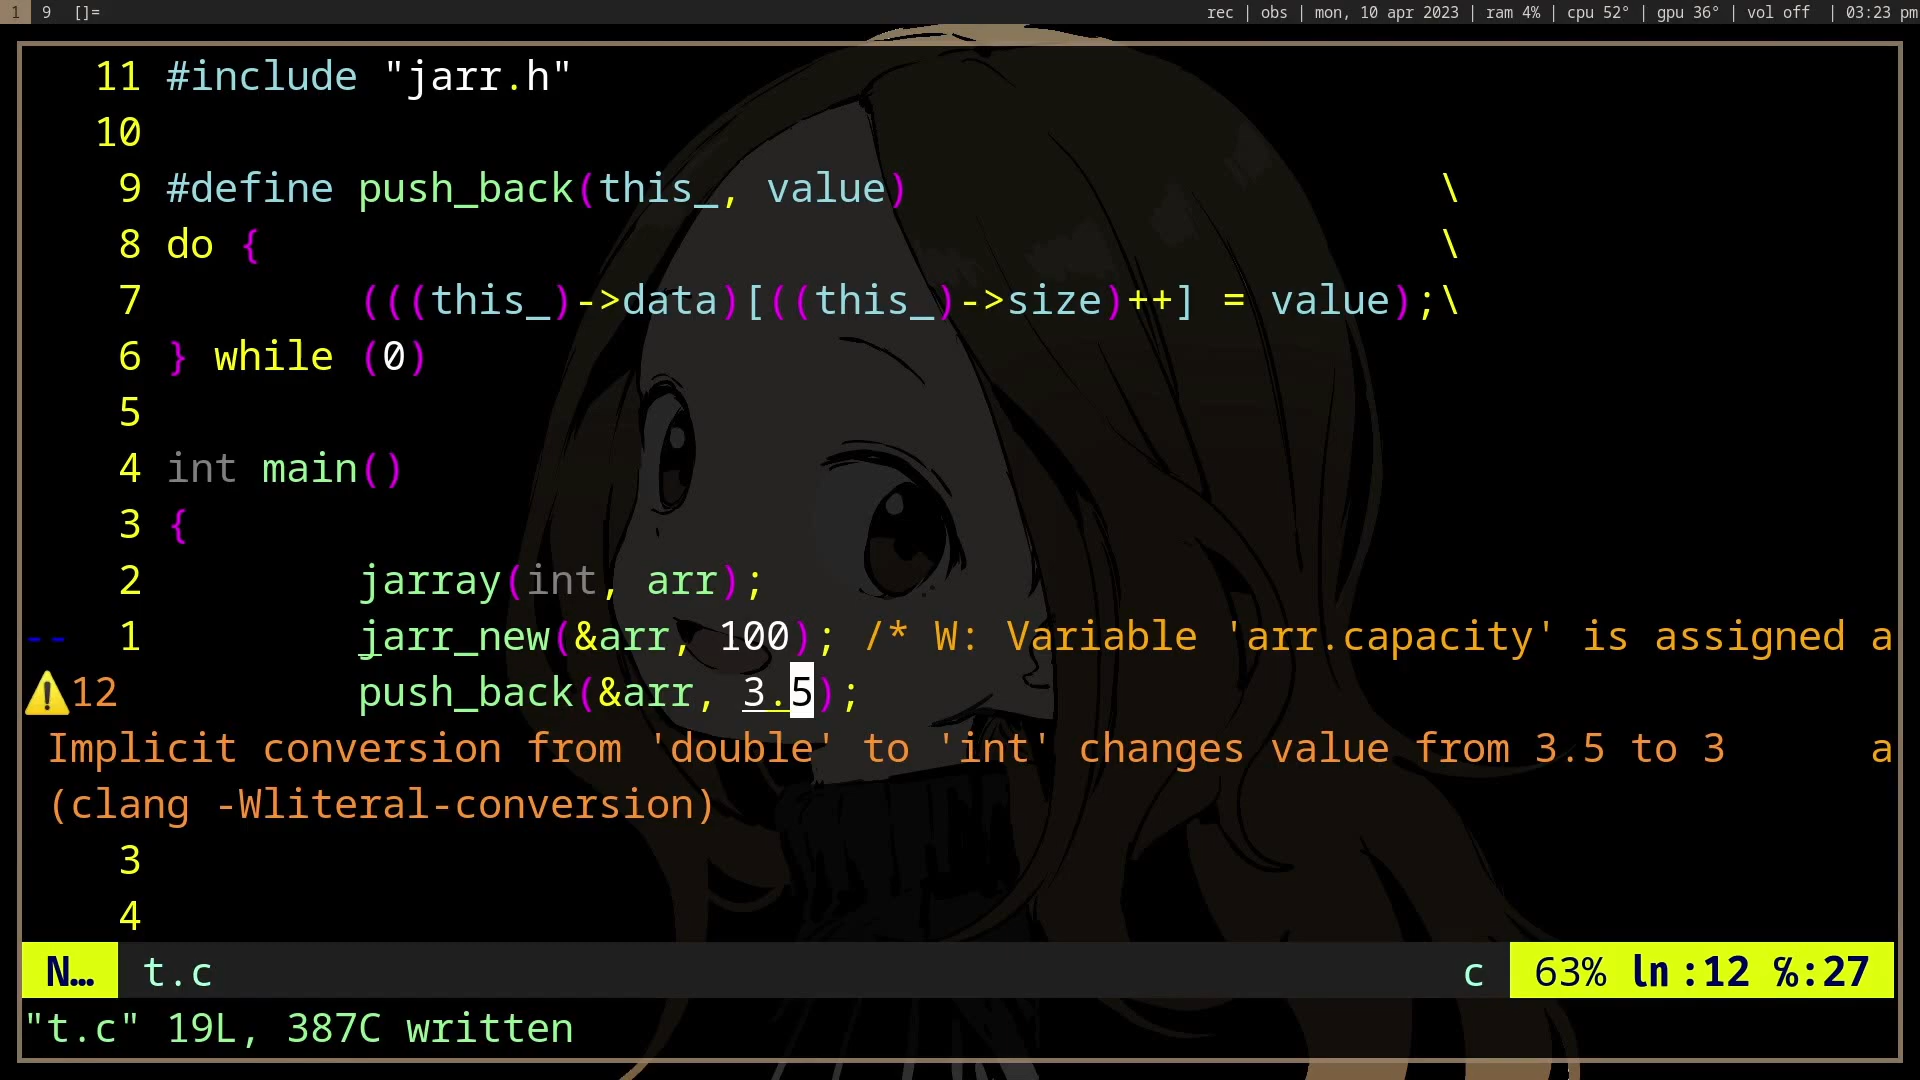 1 9 []= rec | obs | mon, 10 apr 2023 | ram 4% | cpu 52° | gpu 36° | vol off | 03:23 pm
11 #include "jarr.h"
10
9 #define push_back(this_, value) \
8 do { \
7 (((this_)->data)[((this_)->size)++] = value);\
6 } while (0)
5
4 int main()
3 {
2 jarray(int, arr);
-- 1 jarr_new(&arr, 100); /* W: Variable 'arr.capacity' is assigned a
⚠12 push_back(&arr, 3.5);
Implicit conversion from 'double' to 'int' changes value from 3.5 to 3 a
(clang -Wliteral-conversion)
3
4
N… t.c c 63% ln :12 ℅:27
"t.c" 19L, 387C written